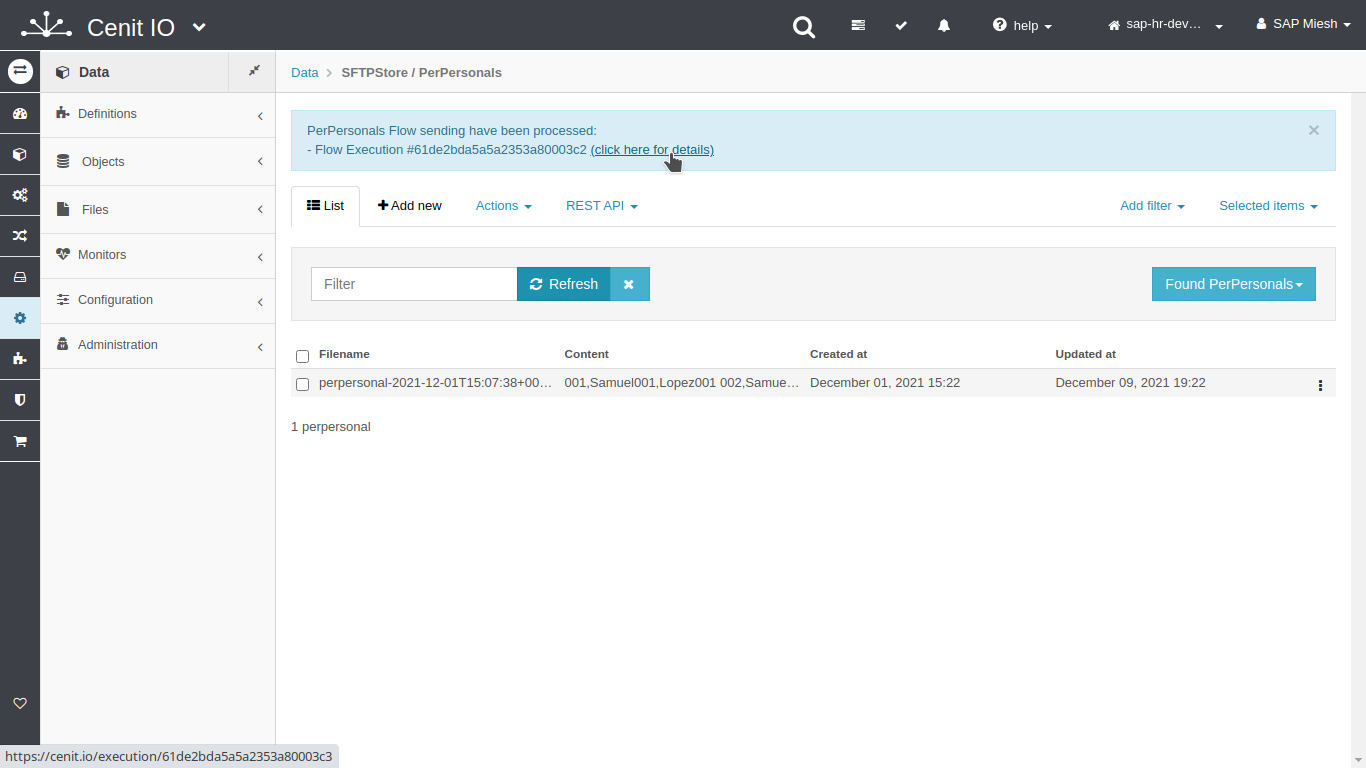 Cenit IO
help
sap-hr-dev…
SAP Miesh
Data
Data
SFTPStore / PerPersonals
Definitions
Objects
Files
Monitors
Configuration
Administration
PerPersonals Flow sending have been processed:
×
- Flow Execution #61de2bda5a5a2353a80003c2 (click here for details)
List
Add new
Actions
REST API
Add filter
Selected items
Filter
Refresh
Found PerPersonals
Filename
Content
Created at
Updated at
perpersonal-2021-12-01T15:07:38+00…
001,Samuel001,Lopez001 002,Samue…
December 01, 2021 15:22
December 09, 2021 19:22
1 perpersonal
https://cenit.io/execution/61de2bda5a5a2353a80003c3